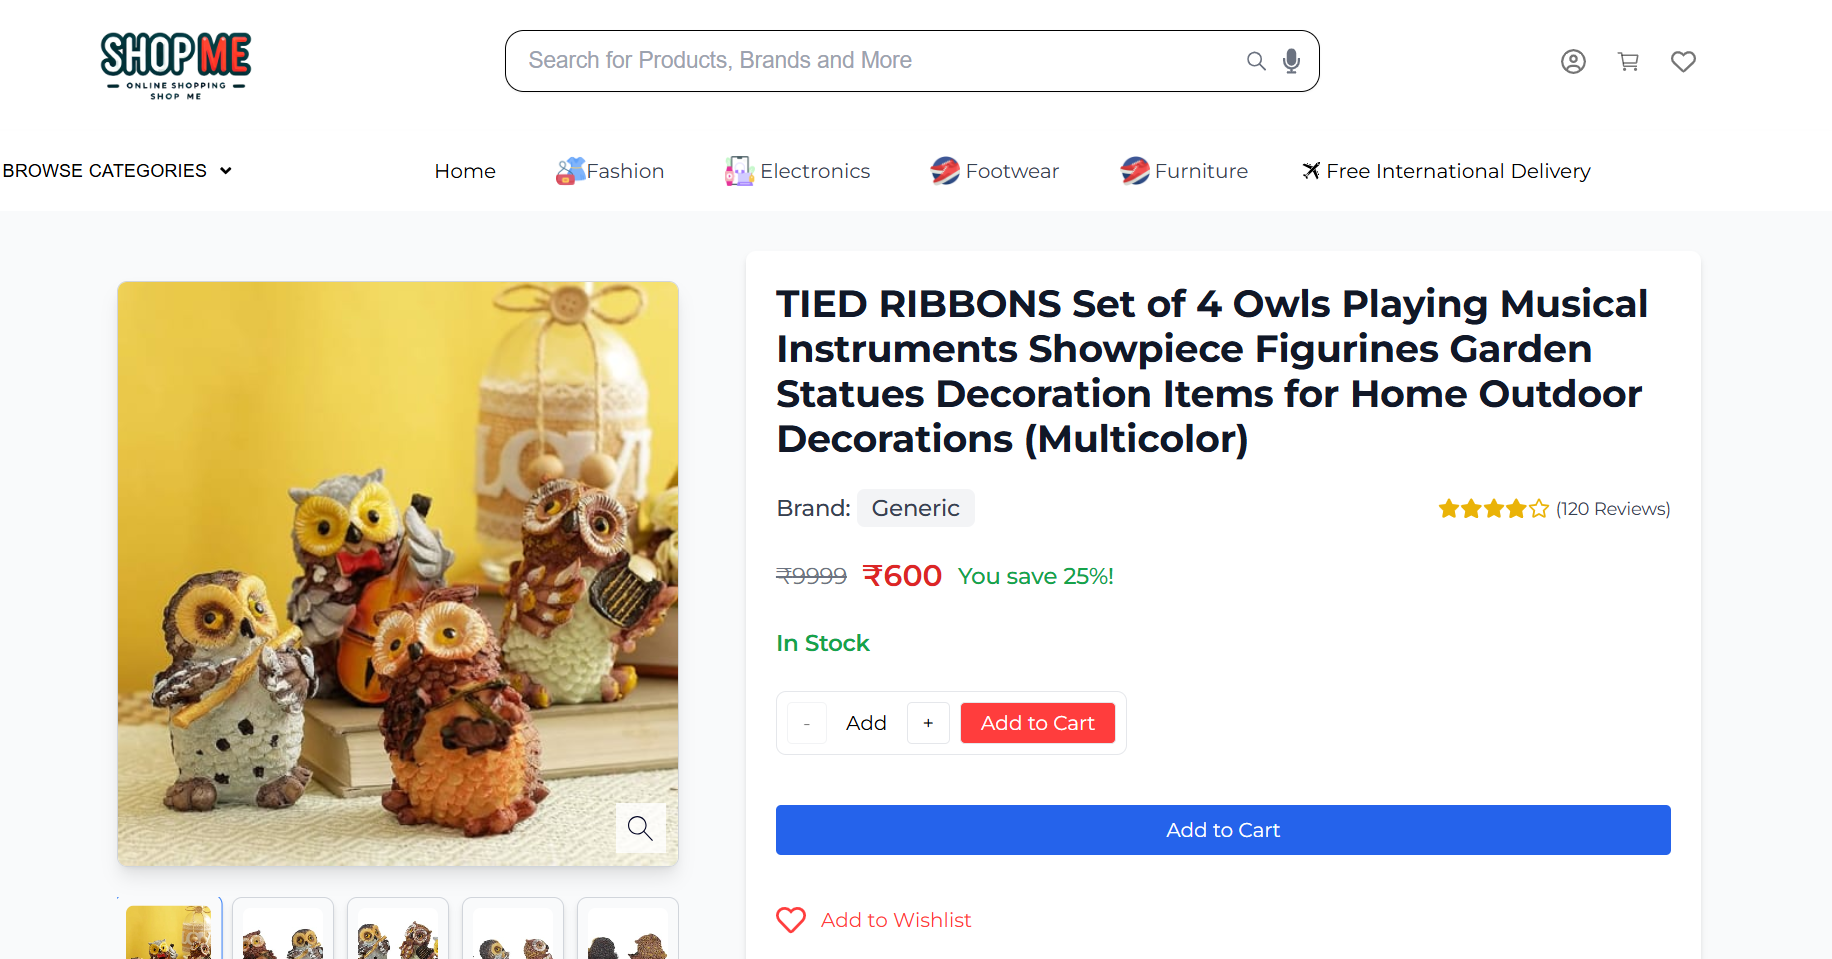 SHOP ME
ONLINE SHOPPING
SHOP ME
Search for Products, Brands and More
BROWSE CATEGORIES
Home
Fashion
Electronics
Footwear
Furniture
Free International Delivery
TIED RIBBONS Set of 4 Owls Playing Musical
Instruments Showpiece Figurines Garden
Statues Decoration Items for Home Outdoor
Decorations (Multicolor)
Brand: Generic
(120 Reviews)
₹9999 ₹600 You save 25%!
In Stock
- Add + Add to Cart
Add to Cart
Add to Wishlist